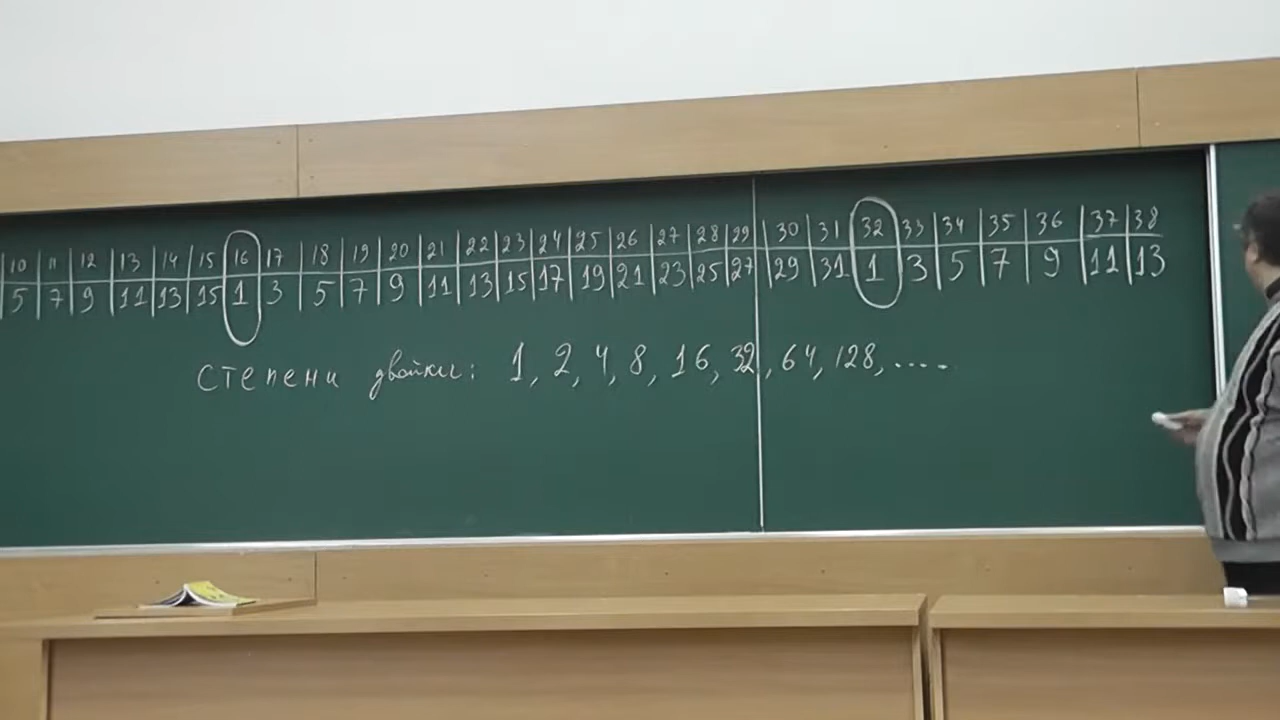 10 11 12 13 14 15 16 17 18 19 20 21 22 23 24 25 26 27 28 29 30 31 32 33 34 35 36 37 38
5 7 9 11 13 15 1 3 5 7 9 11 13 15 17 19 21 23 25 27 29 31 1 3 5 7 9 11 13
степени двойки: 1, 2, 4, 8, 16, 32, 64, 128, .....